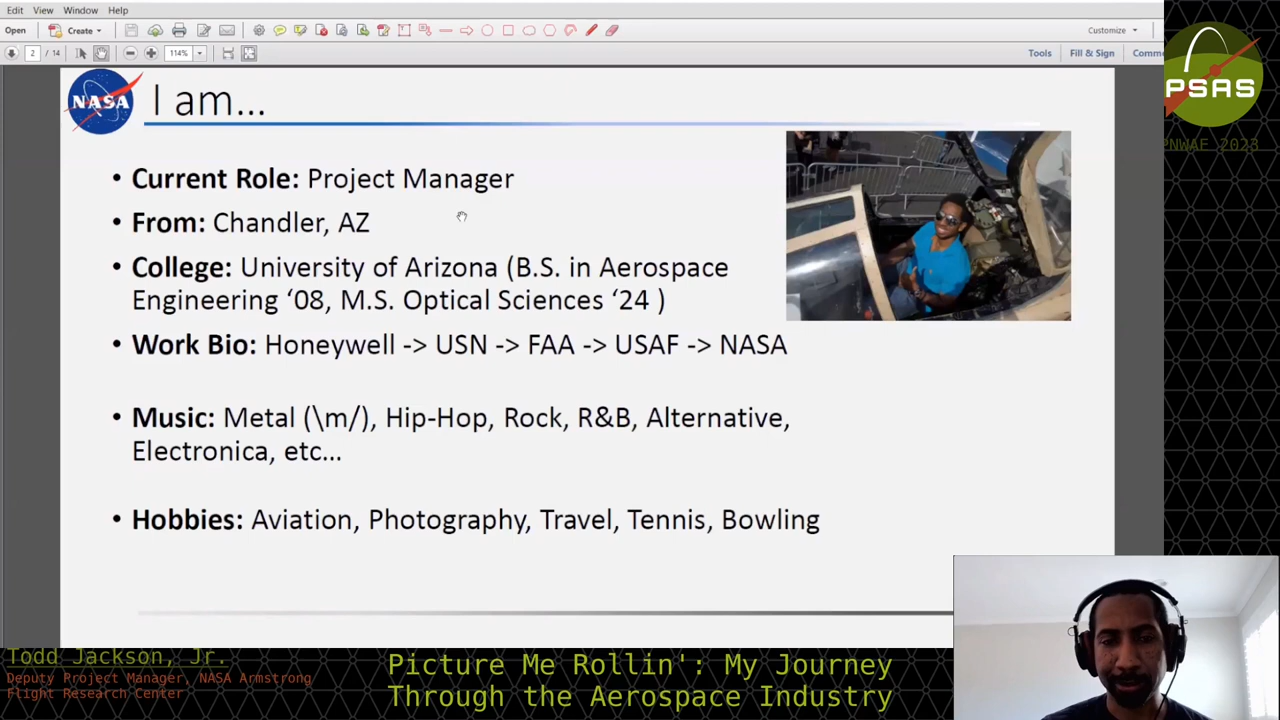 Edit View Window Help
Open Create Customize
2 / 14 114% Tools Fill & Sign Comme
NASA
I am...
• Current Role: Project Manager
• From: Chandler, AZ
• College: University of Arizona (B.S. in Aerospace
Engineering ‘08, M.S. Optical Sciences ‘24 )
• Work Bio: Honeywell -> USN -> FAA -> USAF -> NASA
• Music: Metal (\m/), Hip-Hop, Rock, R&B, Alternative,
Electronica, etc...
• Hobbies: Aviation, Photography, Travel, Tennis, Bowling
PSAS
PNWAF 2023
Todd Jackson, Jr.
Deputy Project Manager, NASA Armstrong
Flight Research Center
Picture Me Rollin': My Journey
Through the Aerospace Industry